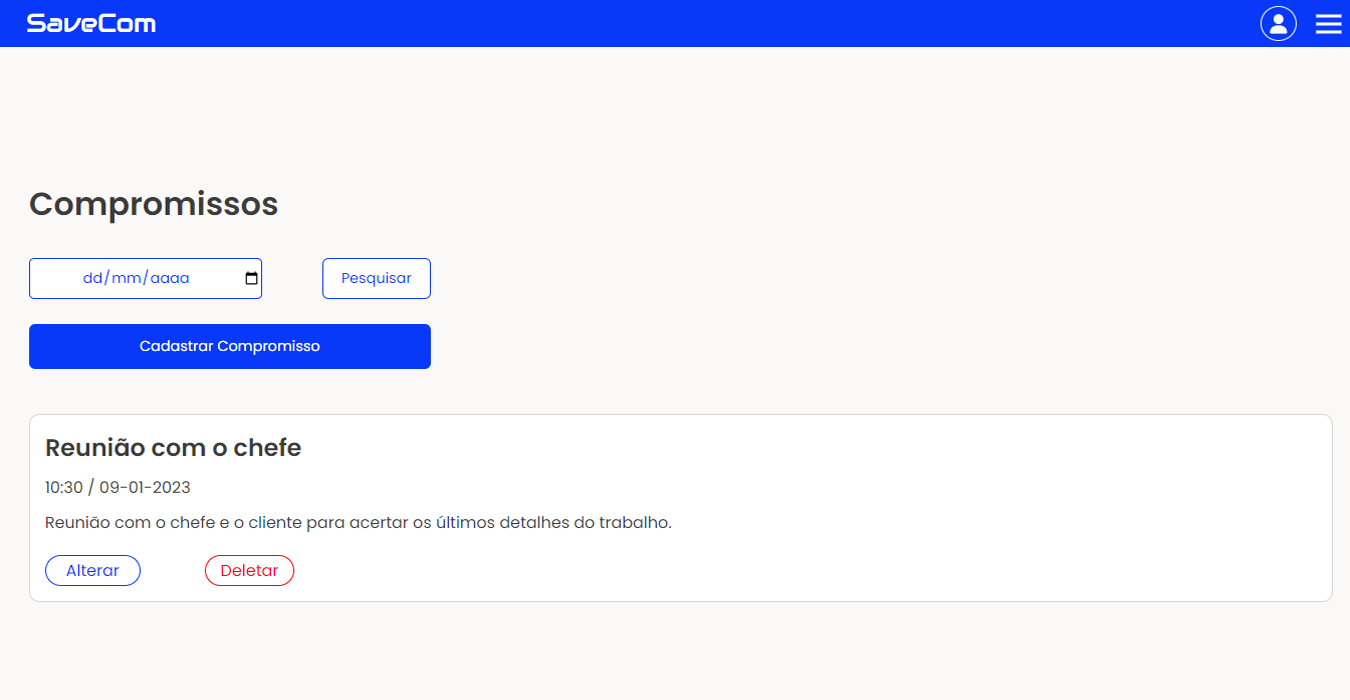 SaveCom
Compromissos
dd/mm/aaaa
Pesquisar
Cadastrar Compromisso
Reunião com o chefe
10:30 / 09-01-2023
Reunião com o chefe e o cliente para acertar os últimos detalhes do trabalho.
Alterar
Deletar